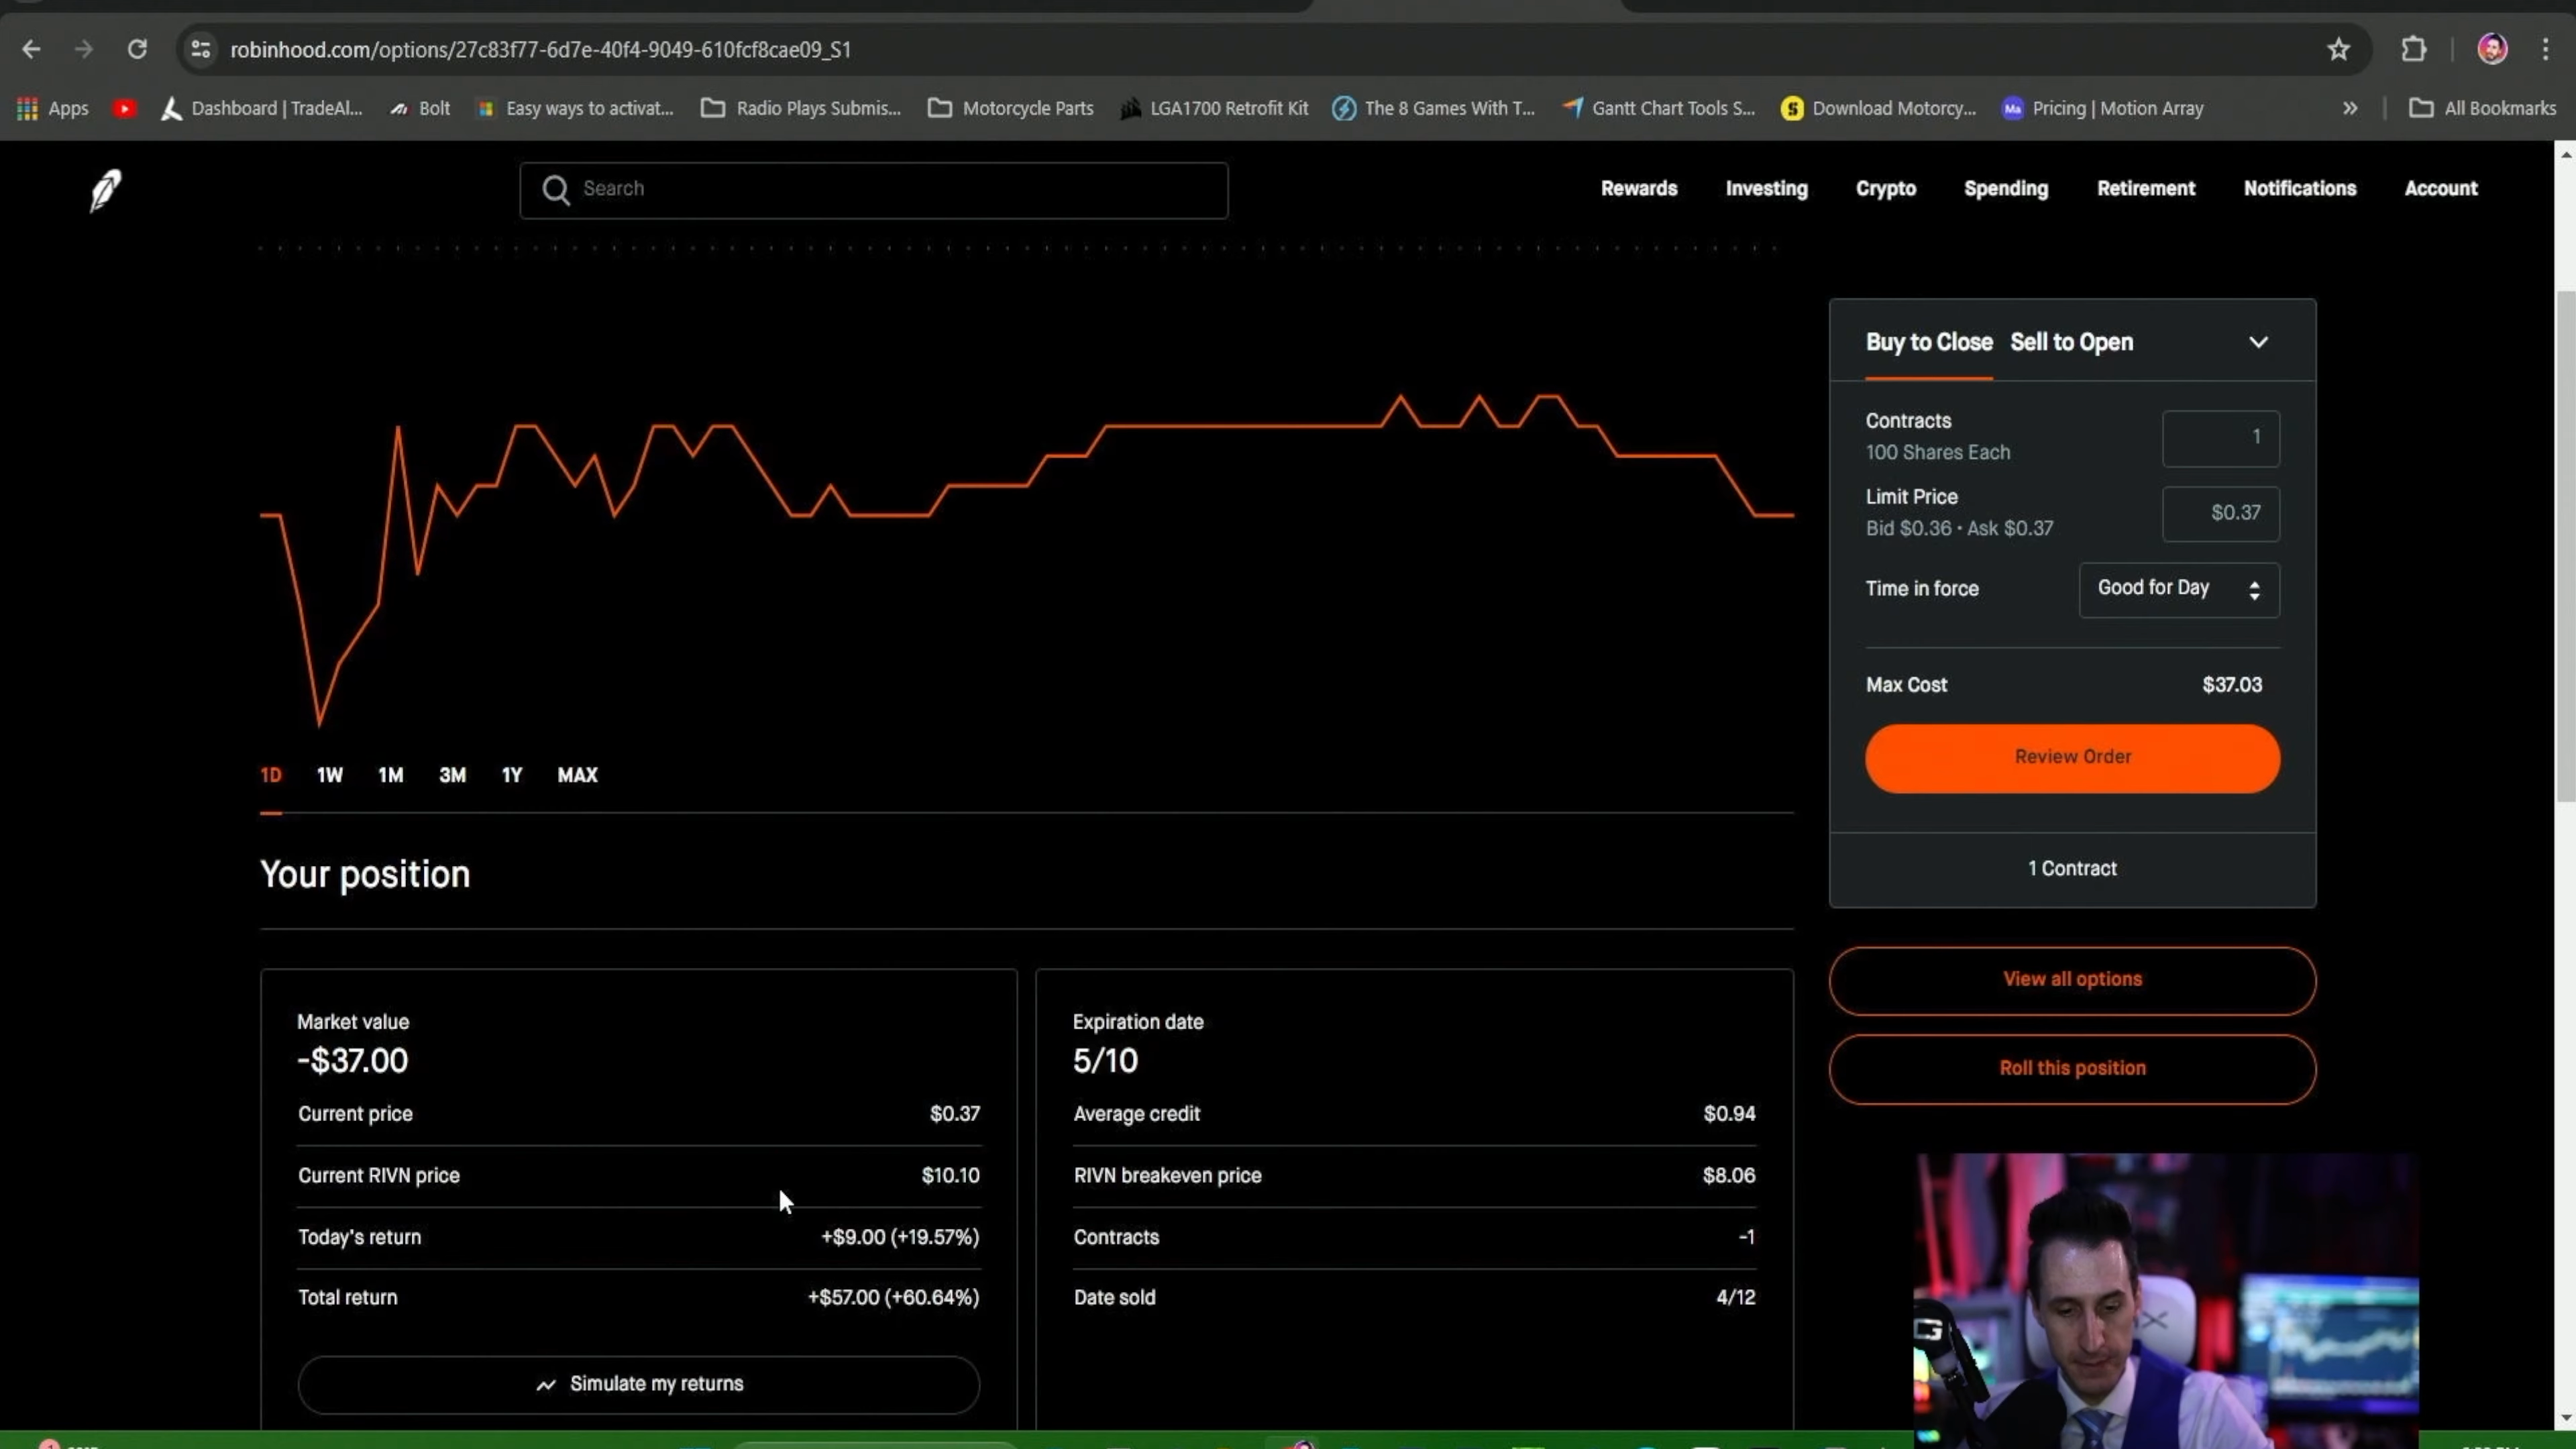 robinhood.com/options/27c83f77-6d7e-40f4-9049-610fcf8cae09_S1
Apps Dashboard | TradeAl... Bolt Easy ways to activat... Radio Plays Submis... Motorcycle Parts LGA1700 Retrofit Kit The 8 Games With T... Gantt Chart Tools S... Download Motorcy... Pricing | Motion Array » All Bookmarks
Search Rewards Investing Crypto Spending Retirement Notifications Account
Buy to Close Sell to Open
Contracts 1
100 Shares Each
Limit Price $0.37
Bid $0.36 • Ask $0.37
Time in force Good for Day
Max Cost $37.03
Review Order
1 Contract
View all options
Roll this position
1D 1W 1M 3M 1Y MAX
Your position
Market value
-$37.00
Current price $0.37
Current RIVN price $10.10
Today's return +$9.00 (+19.57%)
Total return +$57.00 (+60.64%)
Simulate my returns
Expiration date
5/10
Average credit $0.94
RIVN breakeven price $8.06
Contracts -1
Date sold 4/12